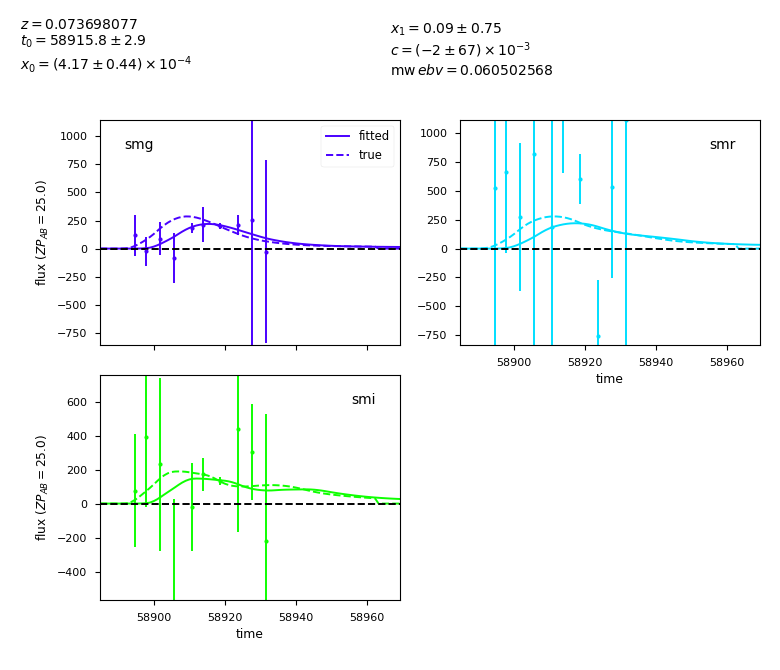 z = 0.073698077
t₀ = 58915.8 ± 2.9
x₀ = (4.17 ± 0.44) × 10⁻⁴
x₁ = 0.09 ± 0.75
c = (−2 ± 67) × 10⁻³
mw ebv = 0.060502568
smg
fitted
true
1000
750
500
250
0
−250
−500
−750
flux (ZP_AB = 25.0)
smr
1000
750
500
250
0
−250
−500
−750
58900 58920 58940 58960
time
smi
600
400
200
0
−200
−400
flux (ZP_AB = 25.0)
58900 58920 58940 58960
time